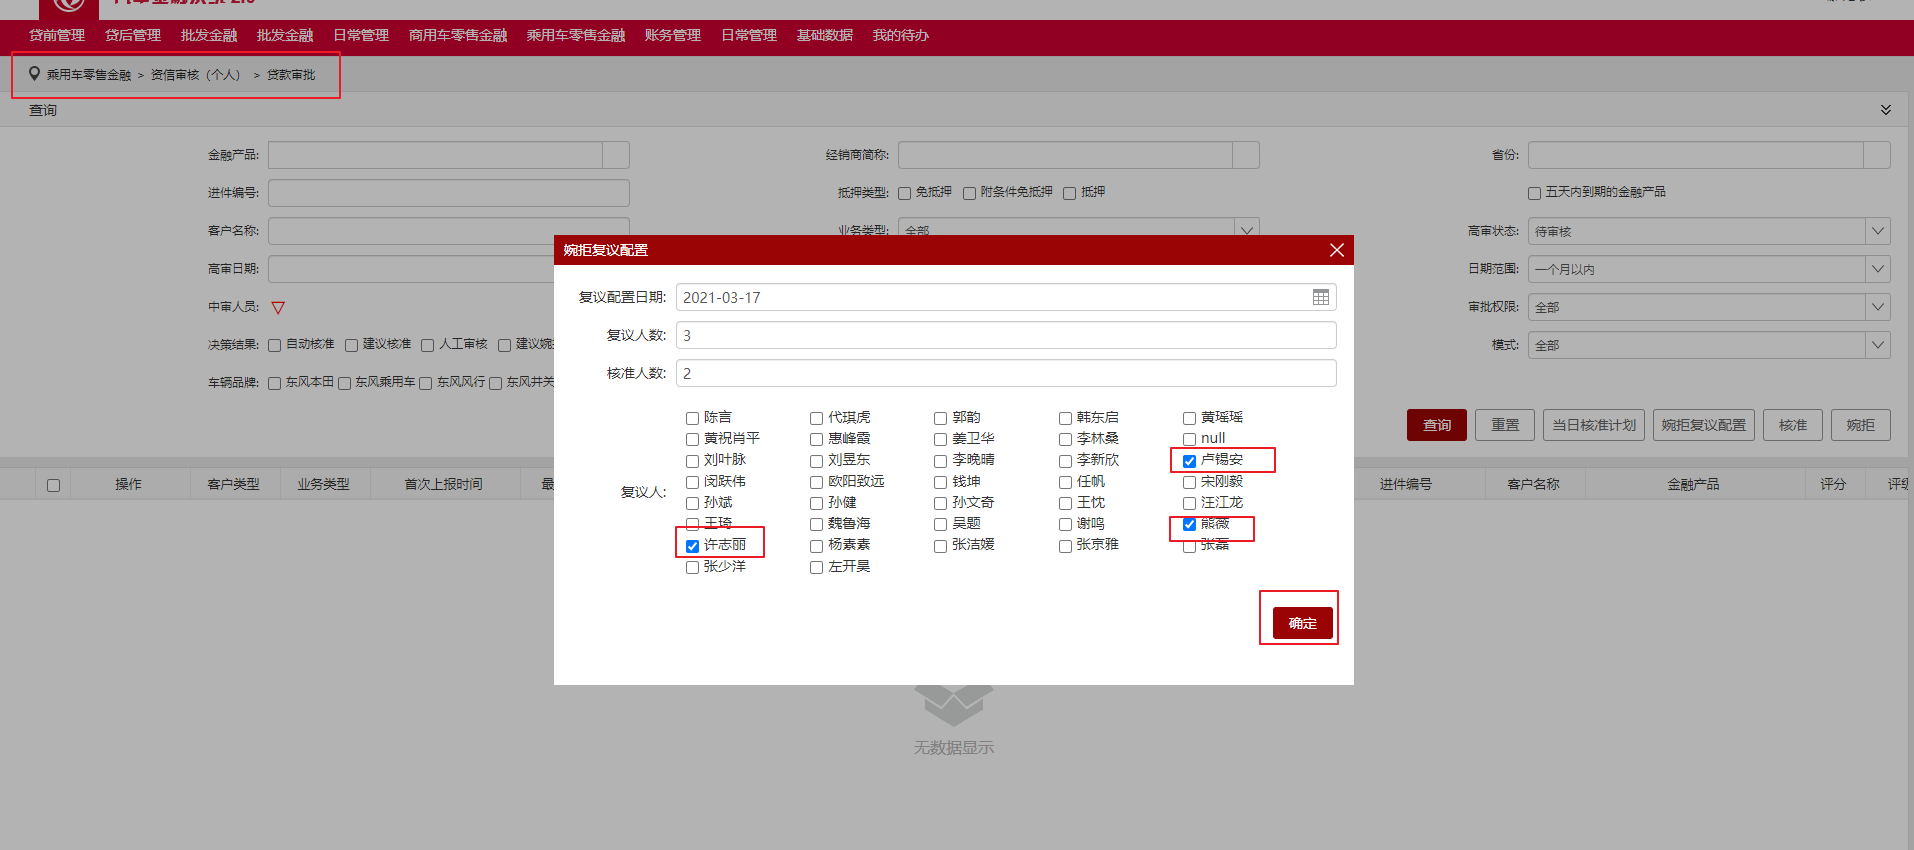 贷前管理 贷后管理 批发金融 批发金融 日常管理 商用车零售金融 乘用车零售金融 账务管理 日常管理 基础数据 我的待办
乘用车零售金融 > 资信审核（个人） > 贷款审批
查询
金融产品: 经销商简称: 省份:
进件编号: 抵押类型: 免抵押 附条件免抵押 抵押 五天内到期的金融产品
客户名称: 业务类型: 全部 高审状态: 待审核
高审日期: 日期范围: 一个月以内
中审人员: 审批权限: 全部
决策结果: 自动核准 建议核准 人工审核 建议婉 模式: 全部
车辆品牌: 东风本田 东风乘用车 东风风行 东风井关
查询 重置 当日核准计划 婉拒复议配置 核准 婉拒
操作 客户类型 业务类型 首次上报时间 最 进件编号 客户名称 金融产品 评分 评级
婉拒复议配置
复议配置日期: 2021-03-17
复议人数: 3
核准人数: 2
复议人:
陈言 代琪虎 郭韵 韩东启 黄瑶瑶
黄祝肖平 惠峰霞 姜卫华 李林桑 null
刘叶脉 刘昱东 李晚晴 李新欣 卢锡安
闵跃伟 欧阳致远 钱坤 任帆 宋刚毅
孙斌 孙健 孙文奇 王忱 汪江龙
王琦 魏鲁海 吴题 谢鸣 熊薇
许志丽 杨素素 张洁媛 张京雅 张磊
张少洋 左开昊
确定
无数据显示